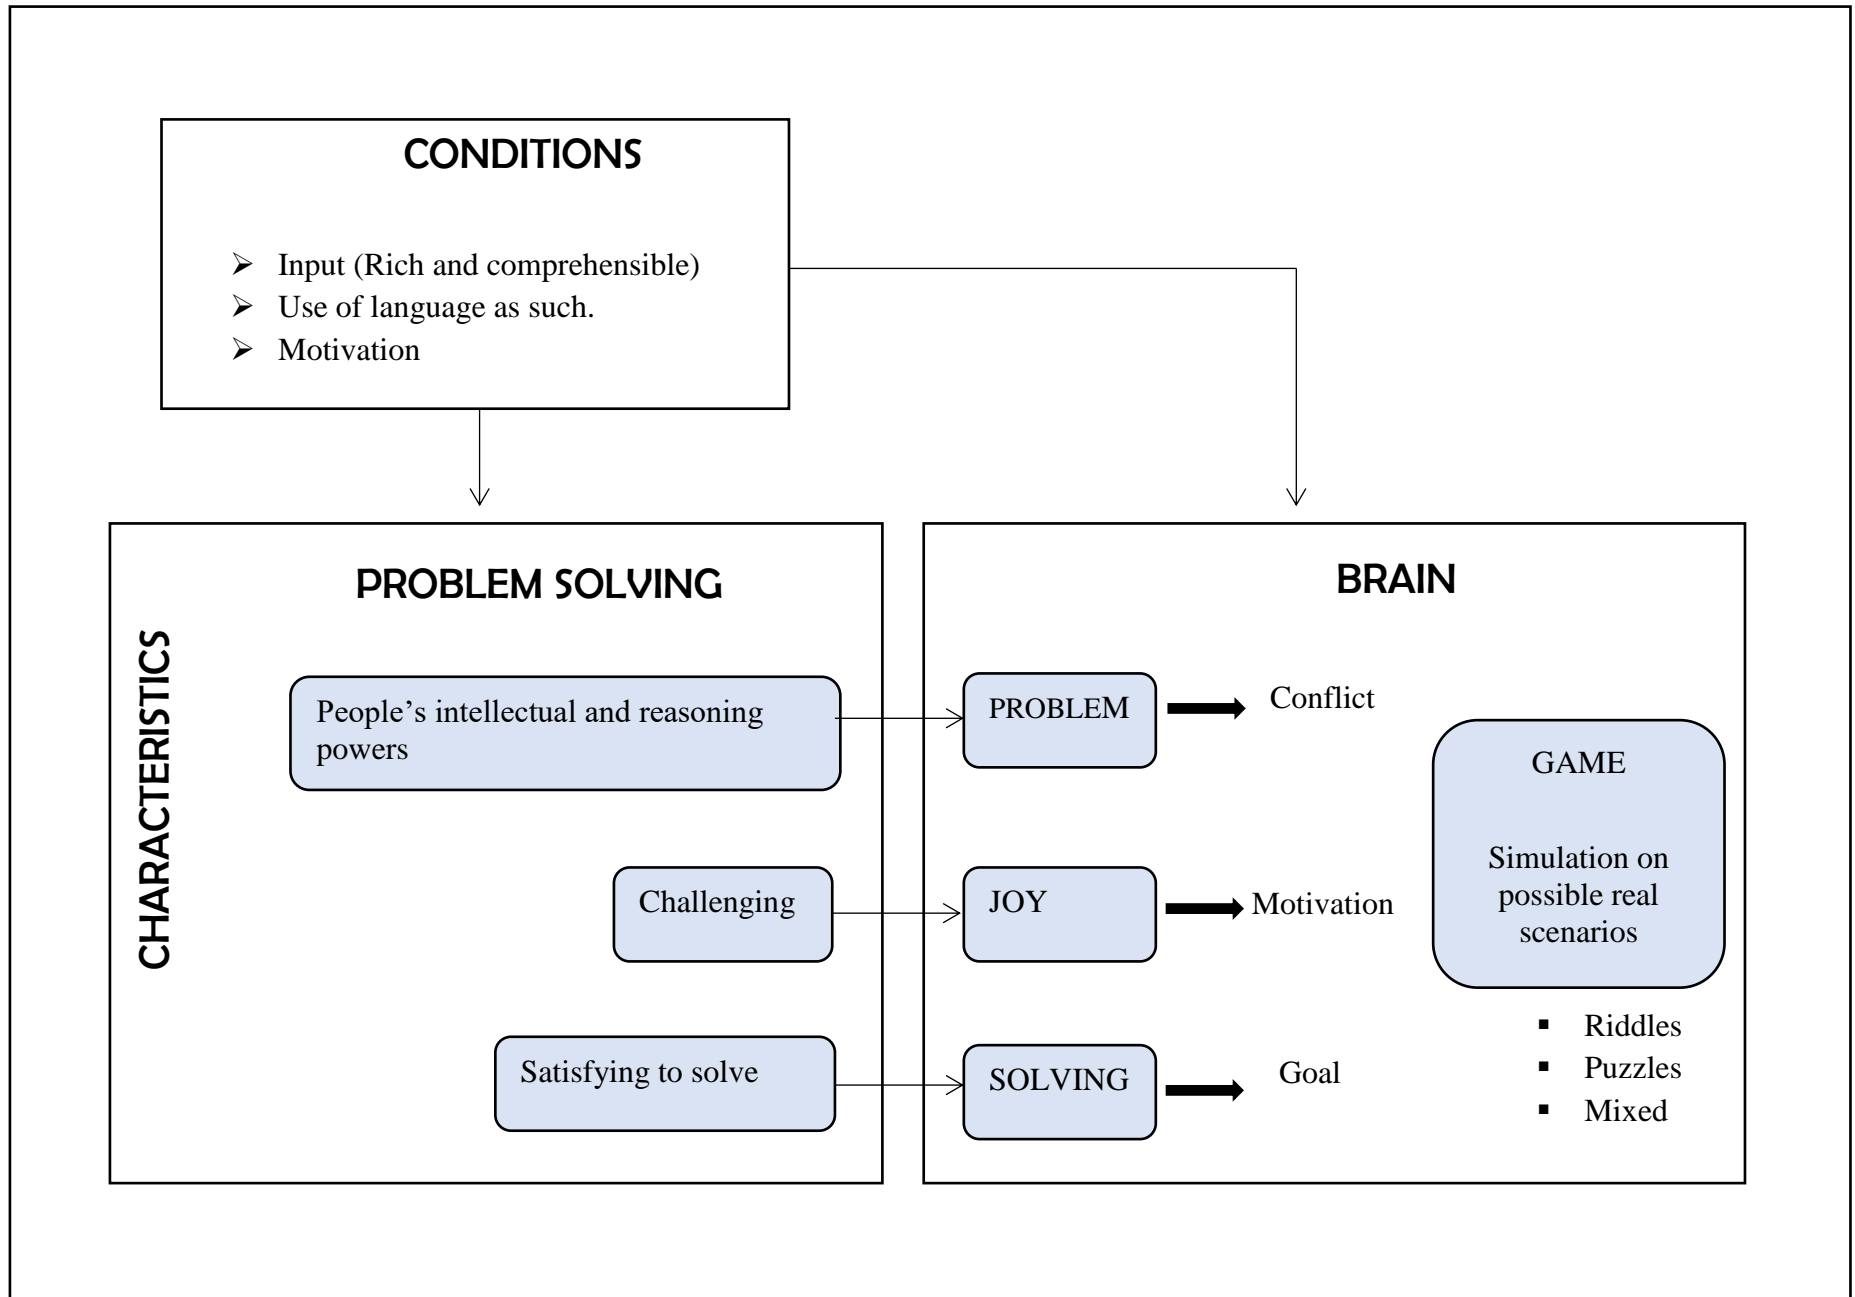 CONDITIONS
➢ Input (Rich and comprehensible)
➢ Use of language as such.
➢ Motivation
CHARACTERISTICS
PROBLEM SOLVING
People’s intellectual and reasoning
powers
Challenging
Satisfying to solve
BRAIN
PROBLEM
Conflict
JOY
Motivation
SOLVING
Goal
GAME
Simulation on
possible real
scenarios
▪ Riddles
▪ Puzzles
▪ Mixed